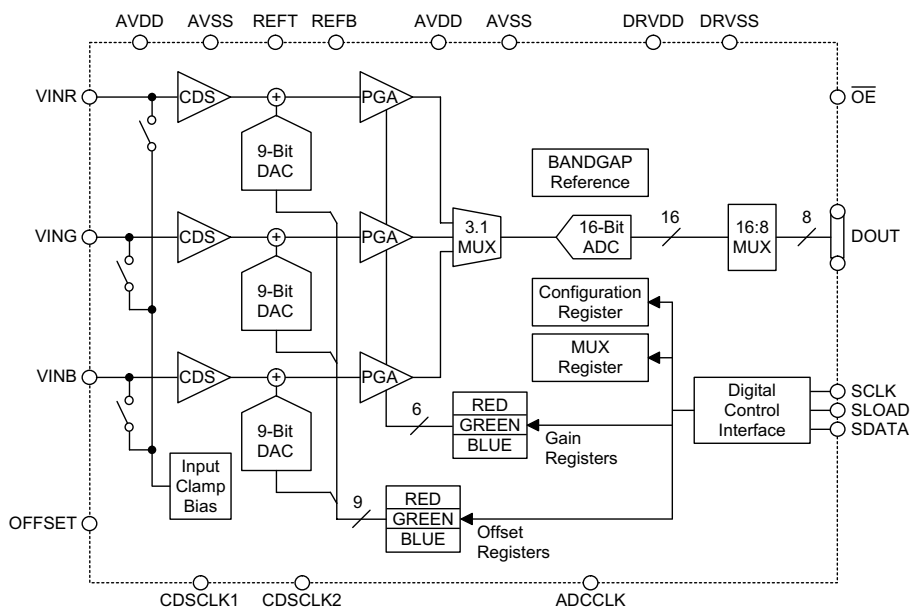 AVDD AVSS REFT REFB AVDD AVSS DRVDD DRVSS
VINR
CDS
+
PGA
OE
9-Bit
DAC
BANDGAP
Reference
VING
CDS
+
PGA
3.1
MUX
16-Bit
ADC
16
16:8
MUX
8
DOUT
9-Bit
DAC
Configuration
Register
MUX
Register
VINB
CDS
+
PGA
Digital
Control
Interface
SCLK
SLOAD
SDATA
9-Bit
DAC
6
RED
GREEN
BLUE
Gain
Registers
Input
Clamp
Bias
9
RED
GREEN
BLUE
Offset
Registers
OFFSET
CDSCLK1 CDSCLK2 ADCCLK